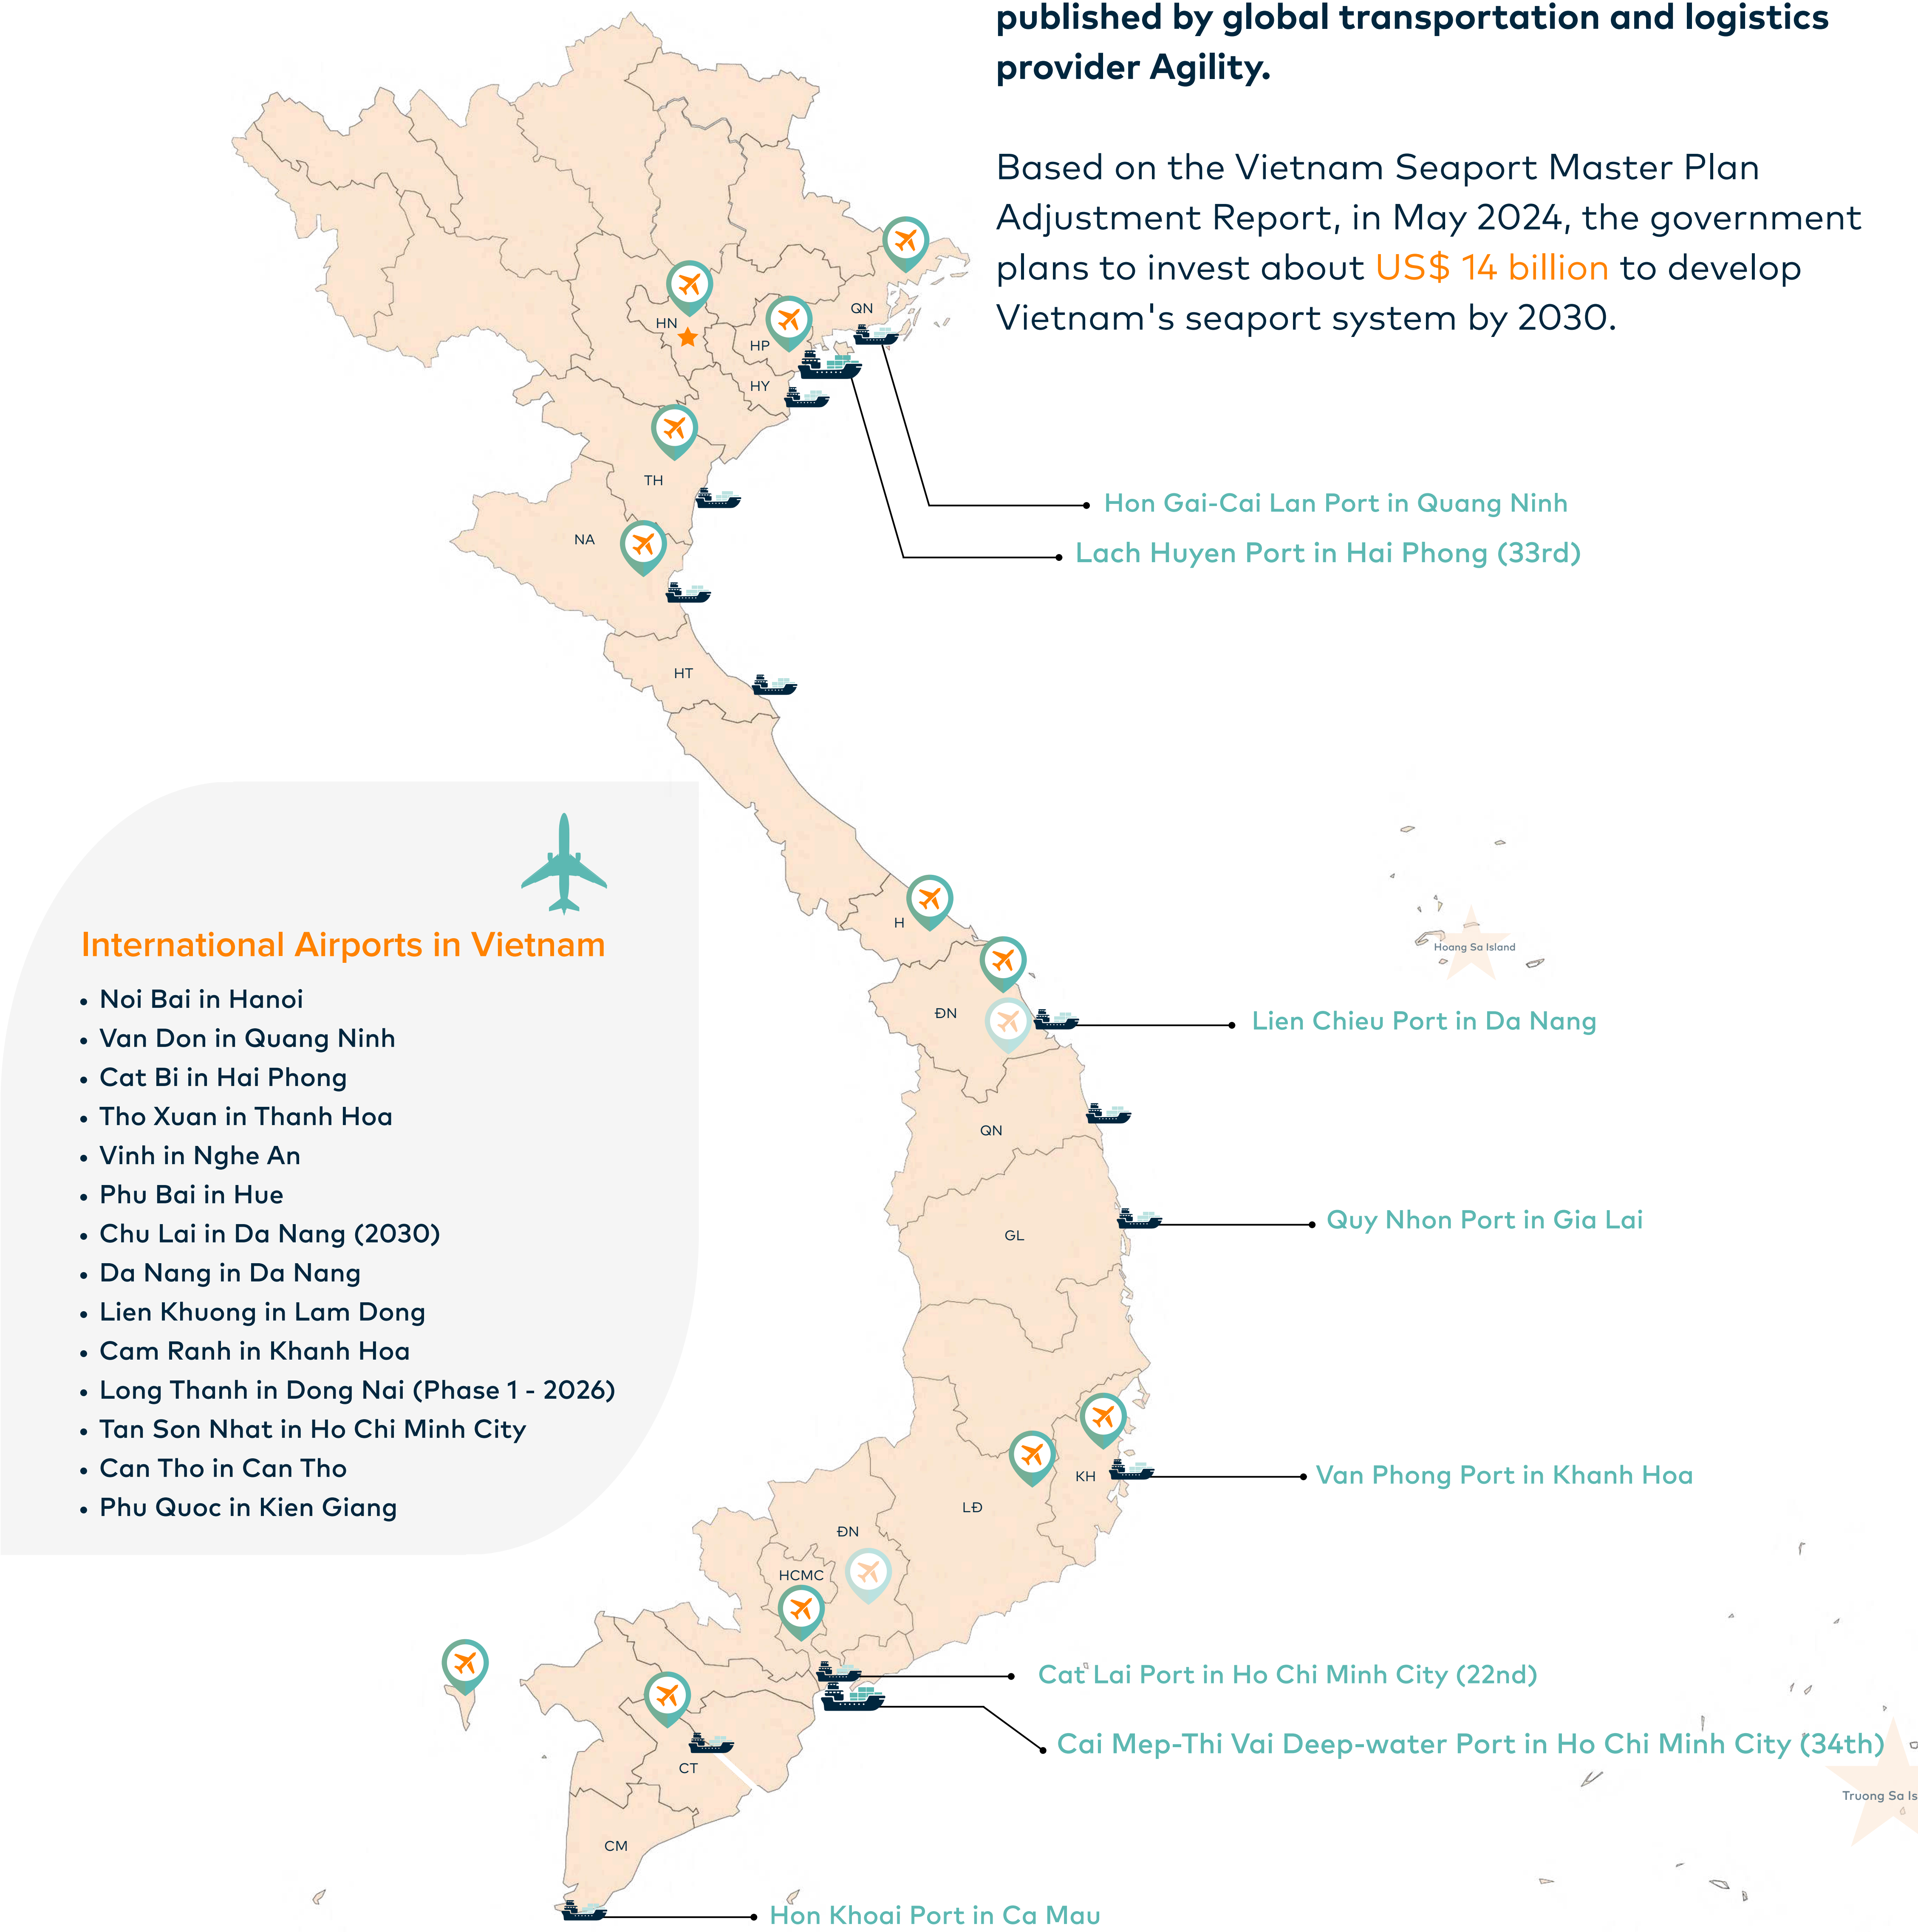 published by global transportation and logistics
provider Agility.
Based on the Vietnam Seaport Master Plan
Adjustment Report, in May 2024, the government
plans to invest about US$ 14 billion to develop
Vietnam's seaport system by 2030.
QN
HN
HP
HY
TH
Hon Gai-Cai Lan Port in Quang Ninh
NA
Lach Huyen Port in Hai Phong (33rd)
HT
International Airports in Vietnam
• Noi Bai in Hanoi
• Van Don in Quang Ninh
• Cat Bi in Hai Phong
• Tho Xuan in Thanh Hoa
• Vinh in Nghe An
• Phu Bai in Hue
• Chu Lai in Da Nang (2030)
• Da Nang in Da Nang
• Lien Khuong in Lam Dong
• Cam Ranh in Khanh Hoa
• Long Thanh in Dong Nai (Phase 1 - 2026)
• Tan Son Nhat in Ho Chi Minh City
• Can Tho in Can Tho
• Phu Quoc in Kien Giang
H
Hoang Sa Island
ĐN
Lien Chieu Port in Da Nang
QN
Quy Nhon Port in Gia Lai
GL
KH
Van Phong Port in Khanh Hoa
LĐ
ĐN
HCMC
Cat Lai Port in Ho Chi Minh City (22nd)
Cai Mep-Thi Vai Deep-water Port in Ho Chi Minh City (34th)
CT
Truong Sa Is
CM
Hon Khoai Port in Ca Mau